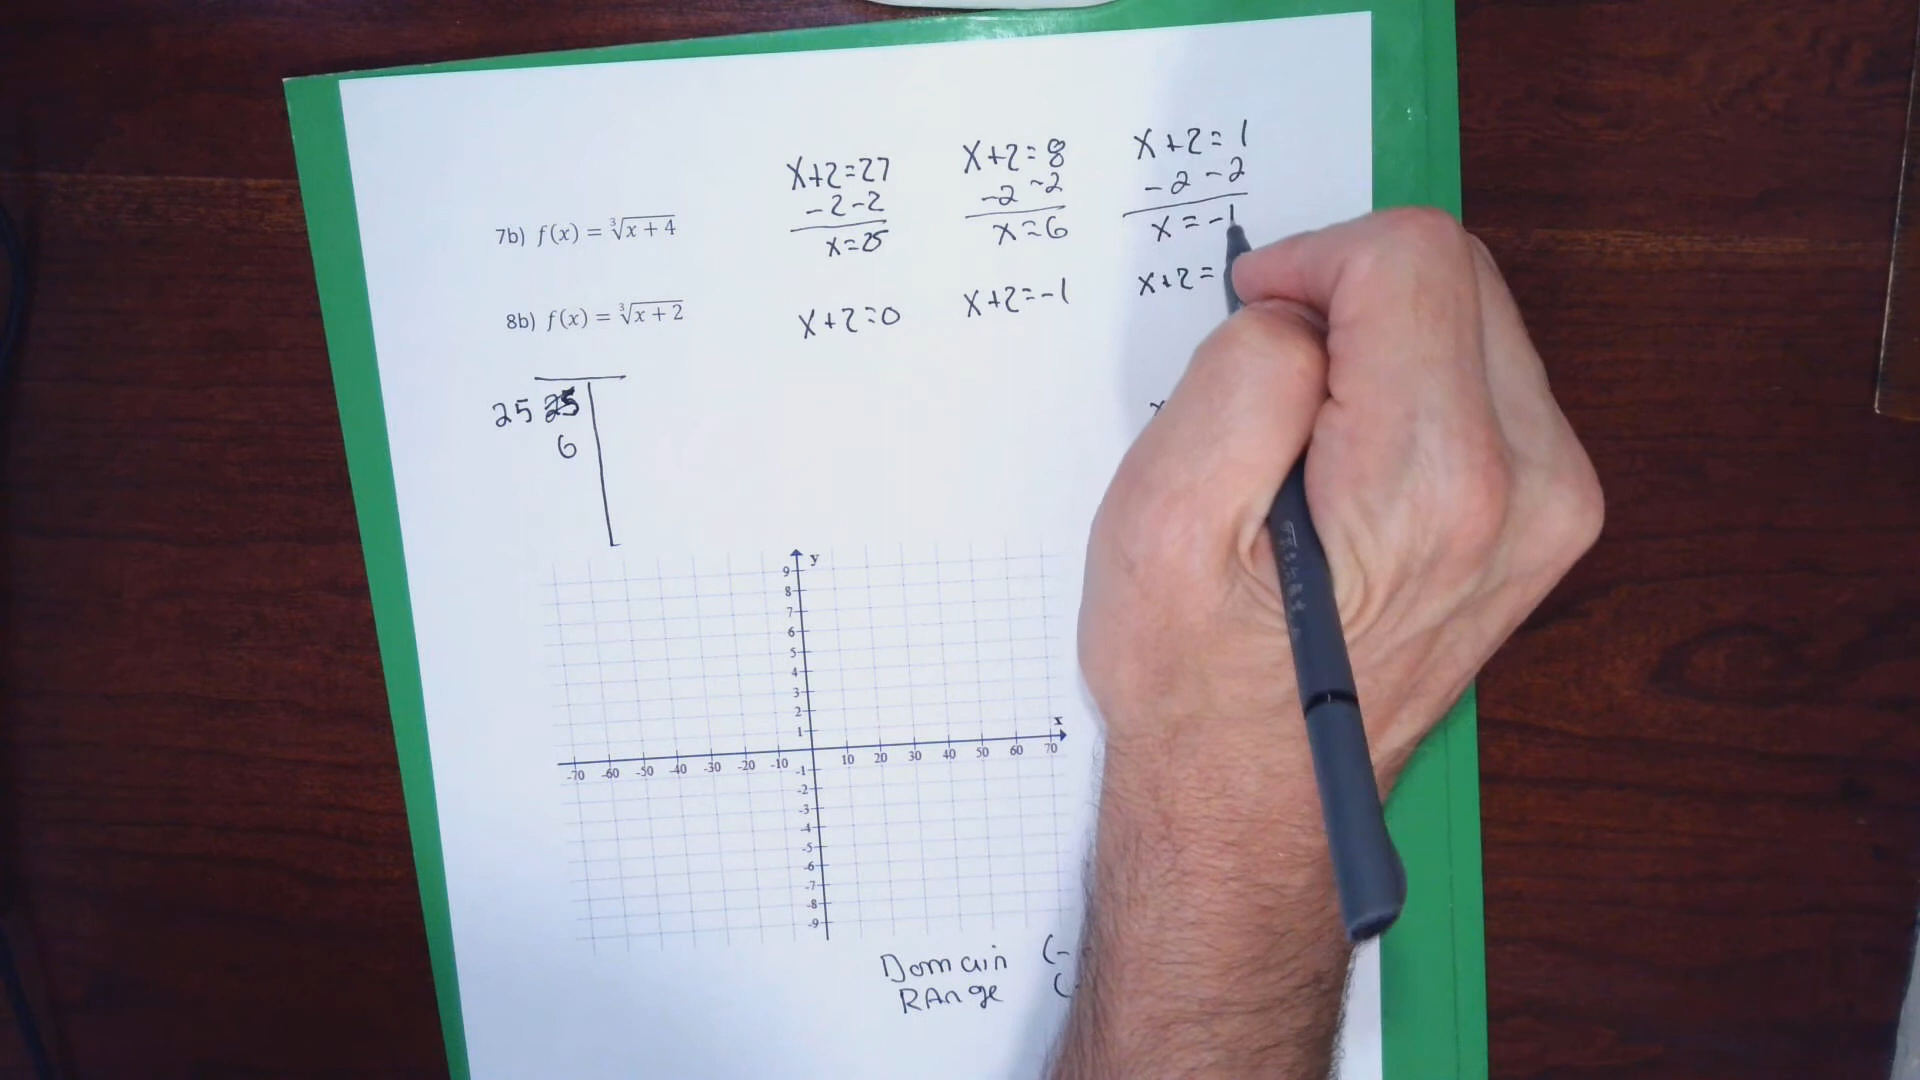 7b) f(x) = ∛x + 4
8b) f(x) = ∛x + 2
x+2=27
-2 -2
x=25
x+2=8
-2 -2
x=6
x+2=1
-2 -2
x=-1
x+2=0
x+2=-1
x+2=
25 25
6
y
9
8
7
6
5
4
3
2
1
x
-70 -60 -50 -40 -30 -20 -10 10 20 30 40 50 60 70
-1
-2
-3
-4
-5
-6
-7
-8
-9
Domain (-
RAnge (-